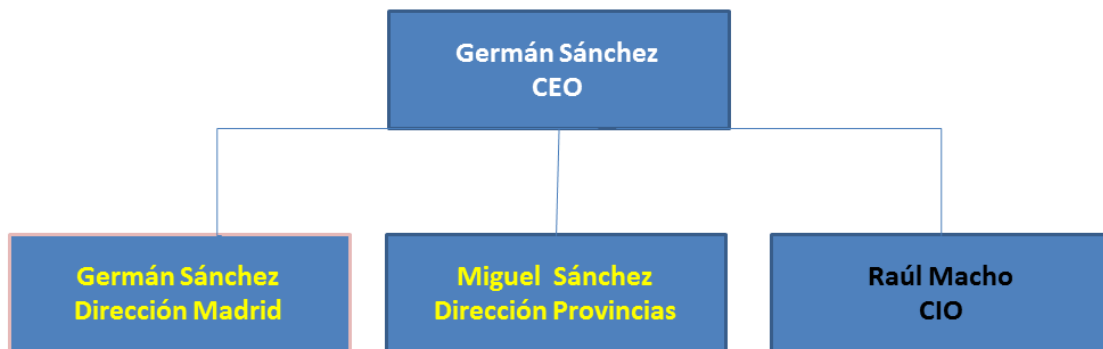 Germán Sánchez
CEO
Germán Sánchez
Dirección Madrid
Miguel Sánchez
Dirección Provincias
Raúl Macho
CIO